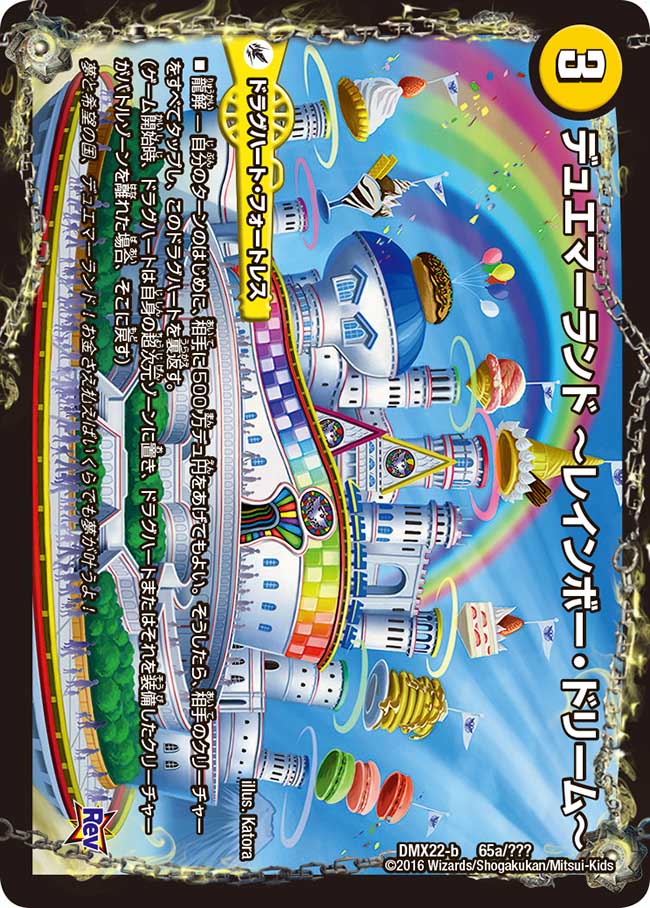 3
デュエマーランド ～レインボー・ドリーム～
DMX22-b 65a/???
©2016 Wizards/Shogakukan/Mitsui-Kids
ドラグハート・フォートレス
illus. Katora
■ 龍解 ― 自分のターンのはじめに、相手に500万デュ円をあげてもよい。そうしたら、相手のクリーチャー
をすべてタップし、このドラグハートを裏返す。
(ゲーム開始時、ドラグハートは自身の超次元ゾーンに置き、ドラグハートまたはそれを装備したクリーチャー
がバトルゾーンを離れた場合、そこに戻す)
夢と希望の国、デュエマーランド！お金さえ払えばいくらでも夢が叶うよ！
Rev